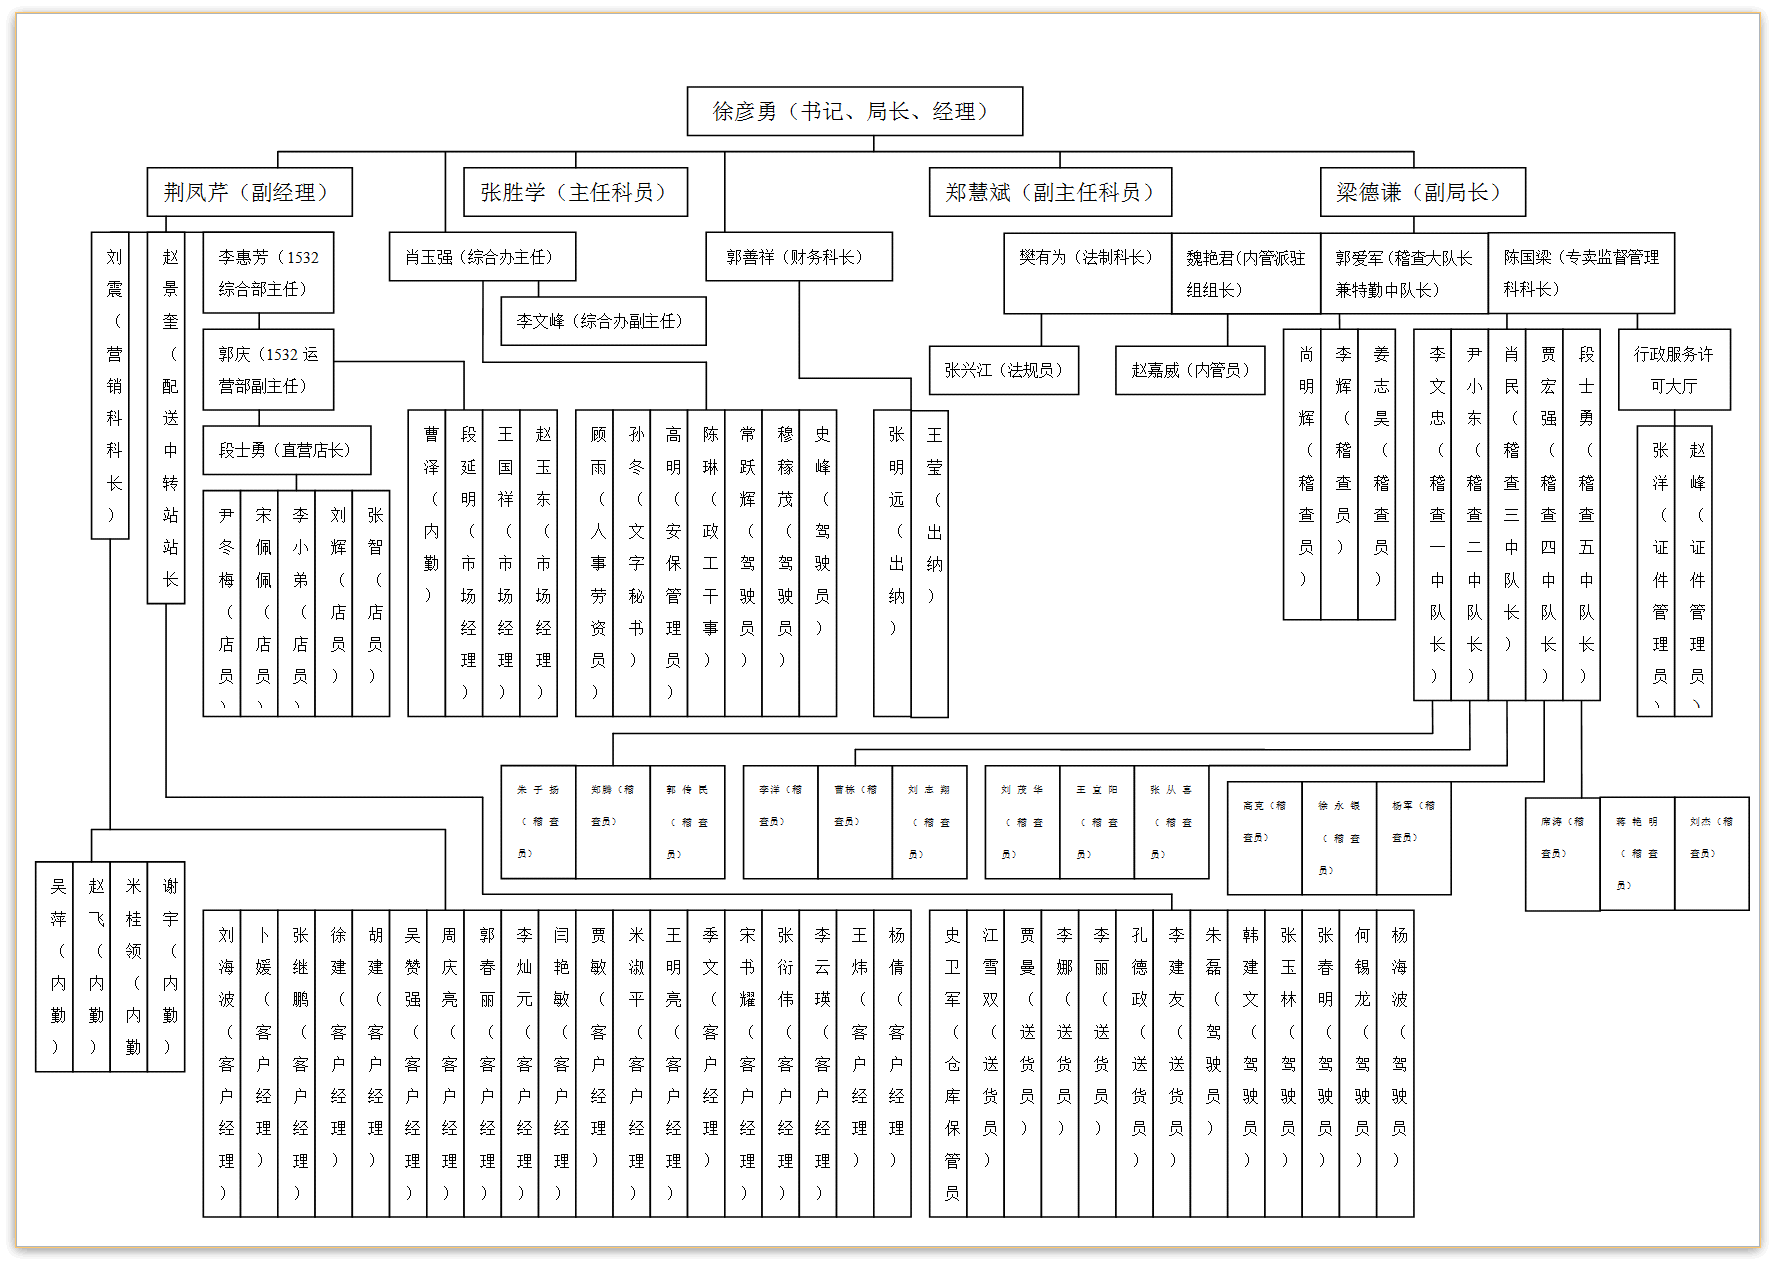 徐彦勇（书记、局长、经理）
荆凤芹（副经理）
张胜学（主任科员）
郑慧斌（副主任科员）
梁德谦（副局长）
刘震（营销科科长）
赵景奎（配送中转站站长
李惠芳（1532
综合部主任）
肖玉强（综合办主任）
郭善祥（财务科长）
樊有为（法制科长）
魏艳君(内管派驻
组组长）
郭爱军（稽查大队长
兼特勤中队长）
陈国梁（专卖监督管理
科科长）
李文峰（综合办副主任）
郭庆（1532 运
营部副主任）
张兴江（法规员）
赵嘉威（内管员）
行政服务许
可大厅
段士勇（直营店长）
尹冬梅（店员）
宋佩佩（店员）
李小弟（店员）
刘辉（店员）
张智（店员）
曹泽（内勤）
段延明（市场经理）
王国祥（市场经理）
赵玉东（市场经理）
顾雨（人事劳资员）
孙冬（文字秘书）
高明（安保管理员）
陈琳（政工干事）
常跃辉（驾驶员）
穆稼茂（驾驶员）
史峰（驾驶员）
张明远（出纳）
王莹（出纳）
尚明辉（稽查员）
李辉（稽查员）
姜志昊（稽查员）
李文忠（稽查一中队长）
尹小东（稽查二中队长）
肖民（稽查三中队长）
贾宏强（稽查四中队长）
段士勇（稽查五中队长）
张洋（证件管理员）
赵峰（证件管理员）
朱子扬
（稽查
员）
郑腾（稽
查员）
郭传民
（稽查
员）
李洋（稽
查员）
曹栋（稽
查员）
刘志翔
（稽查
员）
刘茂华
（稽查
员）
王宜阳
（稽查
员）
张从喜
（稽查
员）
高克（稽
查员）
徐永银
（稽查
员）
杨军（稽
查员）
席涛（稽
查员）
蒋艳明
（稽查
员）
刘杰（稽
查员）
吴萍（内勤）
赵飞（内勤）
米桂领（内勤
谢宇（内勤）
刘海波（客户经理）
卜媛（客户经理）
张继鹏（客户经理）
徐建（客户经理）
胡建（客户经理）
吴赞强（客户经理）
周庆亮（客户经理）
郭春丽（客户经理）
李灿元（客户经理）
闫艳敏（客户经理）
贾敏（客户经理）
米淑平（客户经理）
王明亮（客户经理）
季文（客户经理）
宋书耀（客户经理）
张衍伟（客户经理）
李云瑛（客户经理）
王炜（客户经理
杨倩（客户经理）
史卫军（仓库保管员
江雪双（送货员）
贾曼（送货员）
李娜（送货员）
李丽（送货员）
孔德政（送货员）
李建友（送货员）
朱磊（驾驶员）
韩建文（驾驶员）
张玉林（驾驶员）
张春明（驾驶员）
何锡龙（驾驶员）
杨海波（驾驶员）